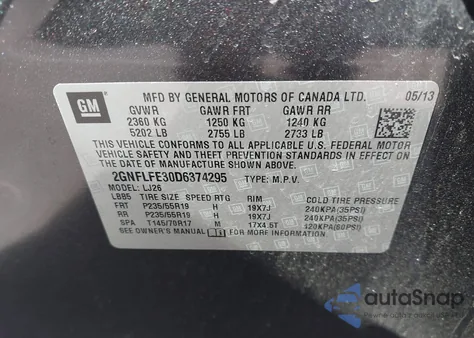 GM
MFD BY GENERAL MOTORS OF CANADA LTD. 05/13
GVWR GAWR FRT GAWR RR
2360 KG 1250 KG 1240 KG
5202 LB 2755 LB 2733 LB
THIS VEHICLE CONFORMS TO ALL APPLICABLE U.S. FEDERAL MOTOR
VEHICLE SAFETY, BUMPER, AND THEFT PREVENTION STANDARDS IN
EFFECT ON THE DATE OF MANUFACTURE SHOWN ABOVE.
2GNFLFE30D6374295 TYPE: M.P.V.
MODEL: LJ26
LBB5 TIRE SIZE SPEED RTG RIM COLD TIRE PRESSURE
FRT P235/55R19 H 19X7J 240KPA(35PSI)
RR P235/55R19 H 19X7J 240KPA(35PSI)
SPA T145/70R17 M 17X4.5T 420KPA(60PSI)
SEE OWNER'S MANUAL FOR MORE INFORMATION.
autoSnap